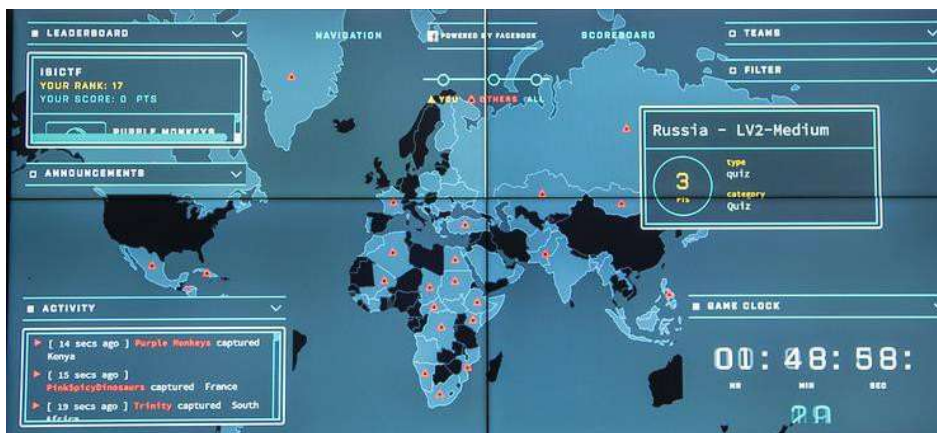 LEADERBOARD
NAVIGATION
POWERED BY FACEBOOK
SCOREBOARD
TEAMS
FILTER
ISICTF
YOUR RANK: 17
YOUR SCORE: 0 PTS
PURPLE MONKEYS
ANNOUNCEMENTS
YOU OTHERS ALL
Russia - LV2-Medium
3
PTS
type
quiz
category
Quiz
ACTIVITY
[ 14 secs ago ] Purple Monkeys captured
Kenya
[ 15 secs ago ]
PinkSpicyDinosaurs captured France
[ 19 secs ago ] Trinity captured South
Africa
GAME CLOCK
01: 48: 58:
HR MIN SEC